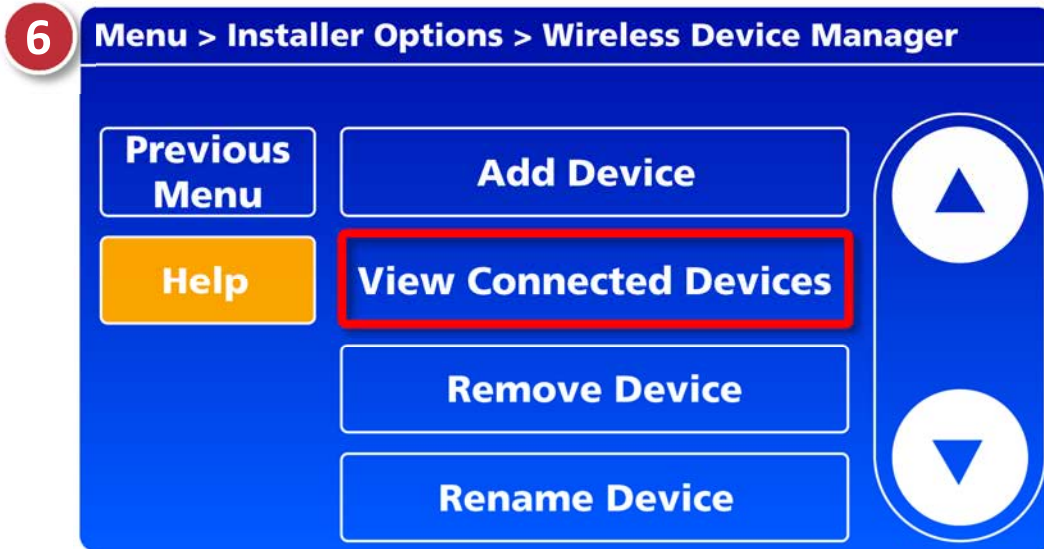 6
Menu > Installer Options > Wireless Device Manager
Previous
Menu
Add Device
Help
View Connected Devices
Remove Device
Rename Device